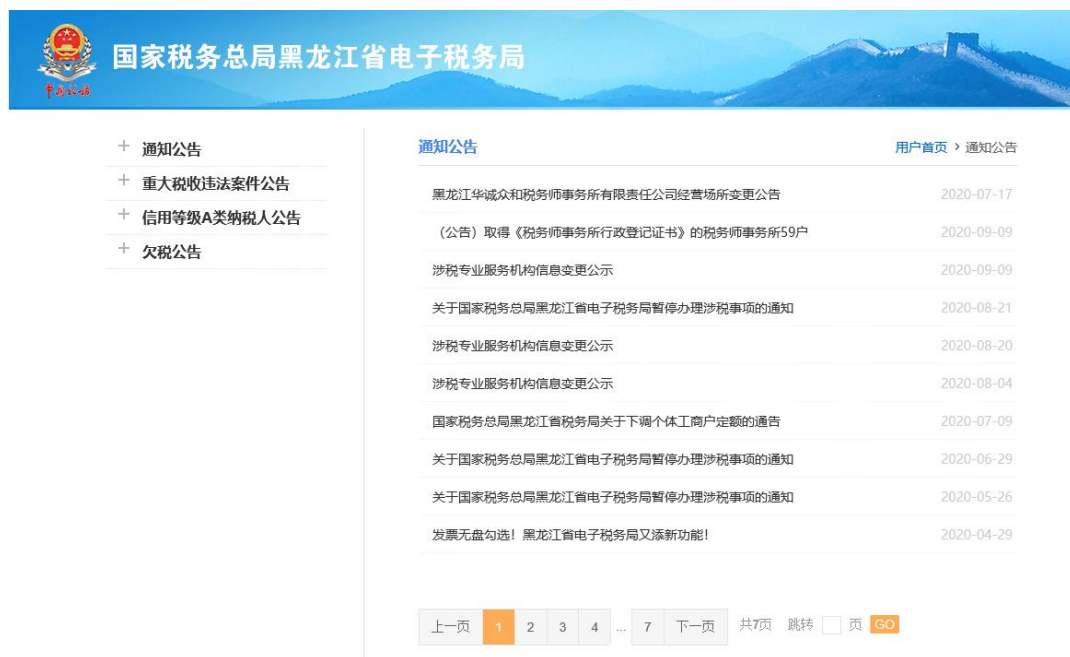 国家税务总局黑龙江省电子税务局
中国税务
通知公告
重大税收违法案件公告
信用等级A类纳税人公告
欠税公告
通知公告 用户首页 > 通知公告
黑龙江华诚众和税务师事务所有限责任公司经营场所变更公告 2020-07-17
（公告）取得《税务师事务所行政登记证书》的税务师事务所59户 2020-09-09
涉税专业服务机构信息变更公示 2020-09-09
关于国家税务总局黑龙江省电子税务局暂停办理涉税事项的通知 2020-08-21
涉税专业服务机构信息变更公示 2020-08-20
涉税专业服务机构信息变更公示 2020-08-04
国家税务总局黑龙江省税务局关于下调个体工商户定额的通告 2020-07-09
关于国家税务总局黑龙江省电子税务局暂停办理涉税事项的通知 2020-06-29
关于国家税务总局黑龙江省电子税务局暂停办理涉税事项的通知 2020-05-26
发票无盘勾选！黑龙江省电子税务局又添新功能！ 2020-04-29
上一页 1 2 3 4 ... 7 下一页 共7页 跳转 页 GO